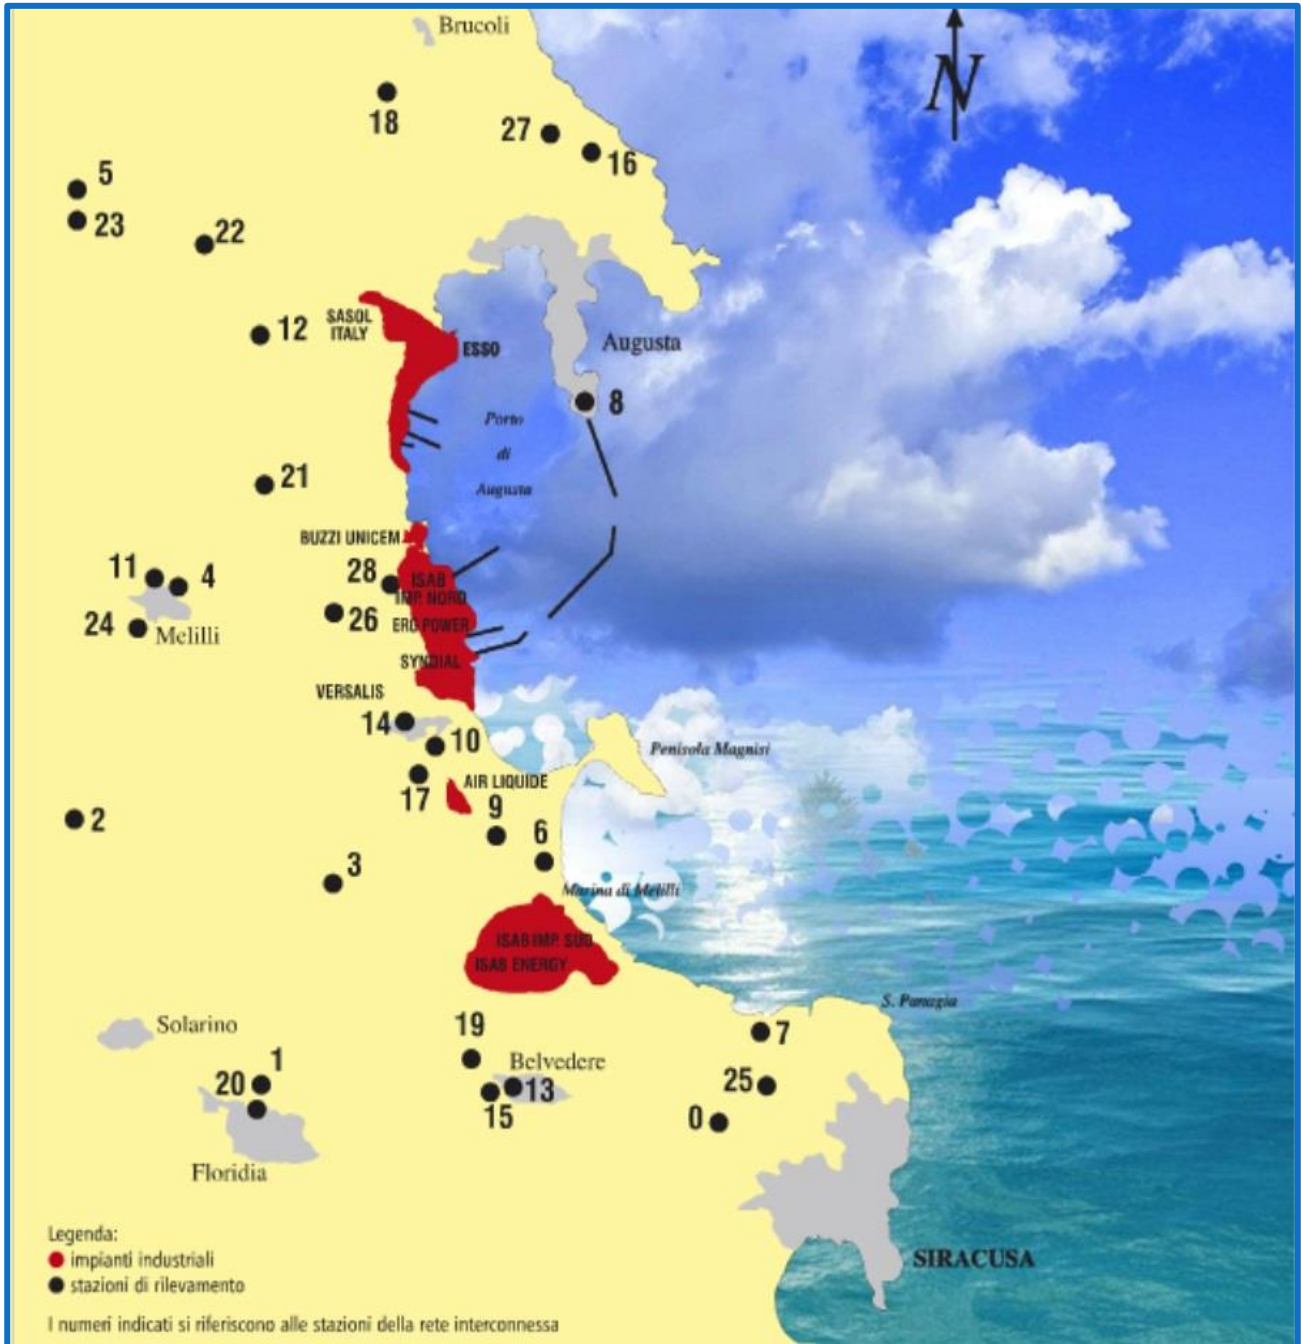 Brucoli
N
18
27
16
5
23
22
12
SASOL
ITALY
ESSO
Augusta
8
Porto
di
Augusta
21
BUZZI UNICEM
11
4
28
ISAB
IMP. NORD
24
Melilli
26
ERG POWER
SYNDIAL
VERSALIS
14
10
Penisola Magnisi
17
AIR LIQUIDE
9
2
6
3
Marina di Melilli
ISAB IMP. SUD
ISAB ENERGY
S. Panagia
Solarino
19
7
1
Belvedere
20
13
25
15
0
Floridia
Legenda:
impianti industriali
stazioni di rilevamento
SIRACUSA
I numeri indicati si riferiscono alle stazioni della rete interconnessa